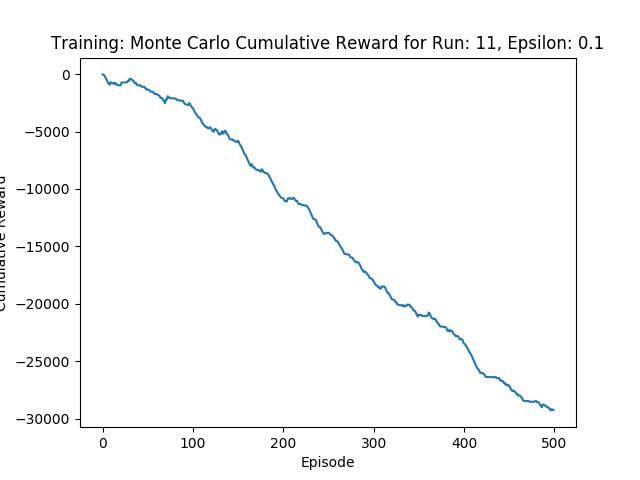 Training: Monte Carlo Cumulative Reward for Run: 11, Epsilon: 0.1
0
−5000
−10000
−15000
−20000
−25000
−30000
Cumulative Reward
0 100 200 300 400 500
Episode